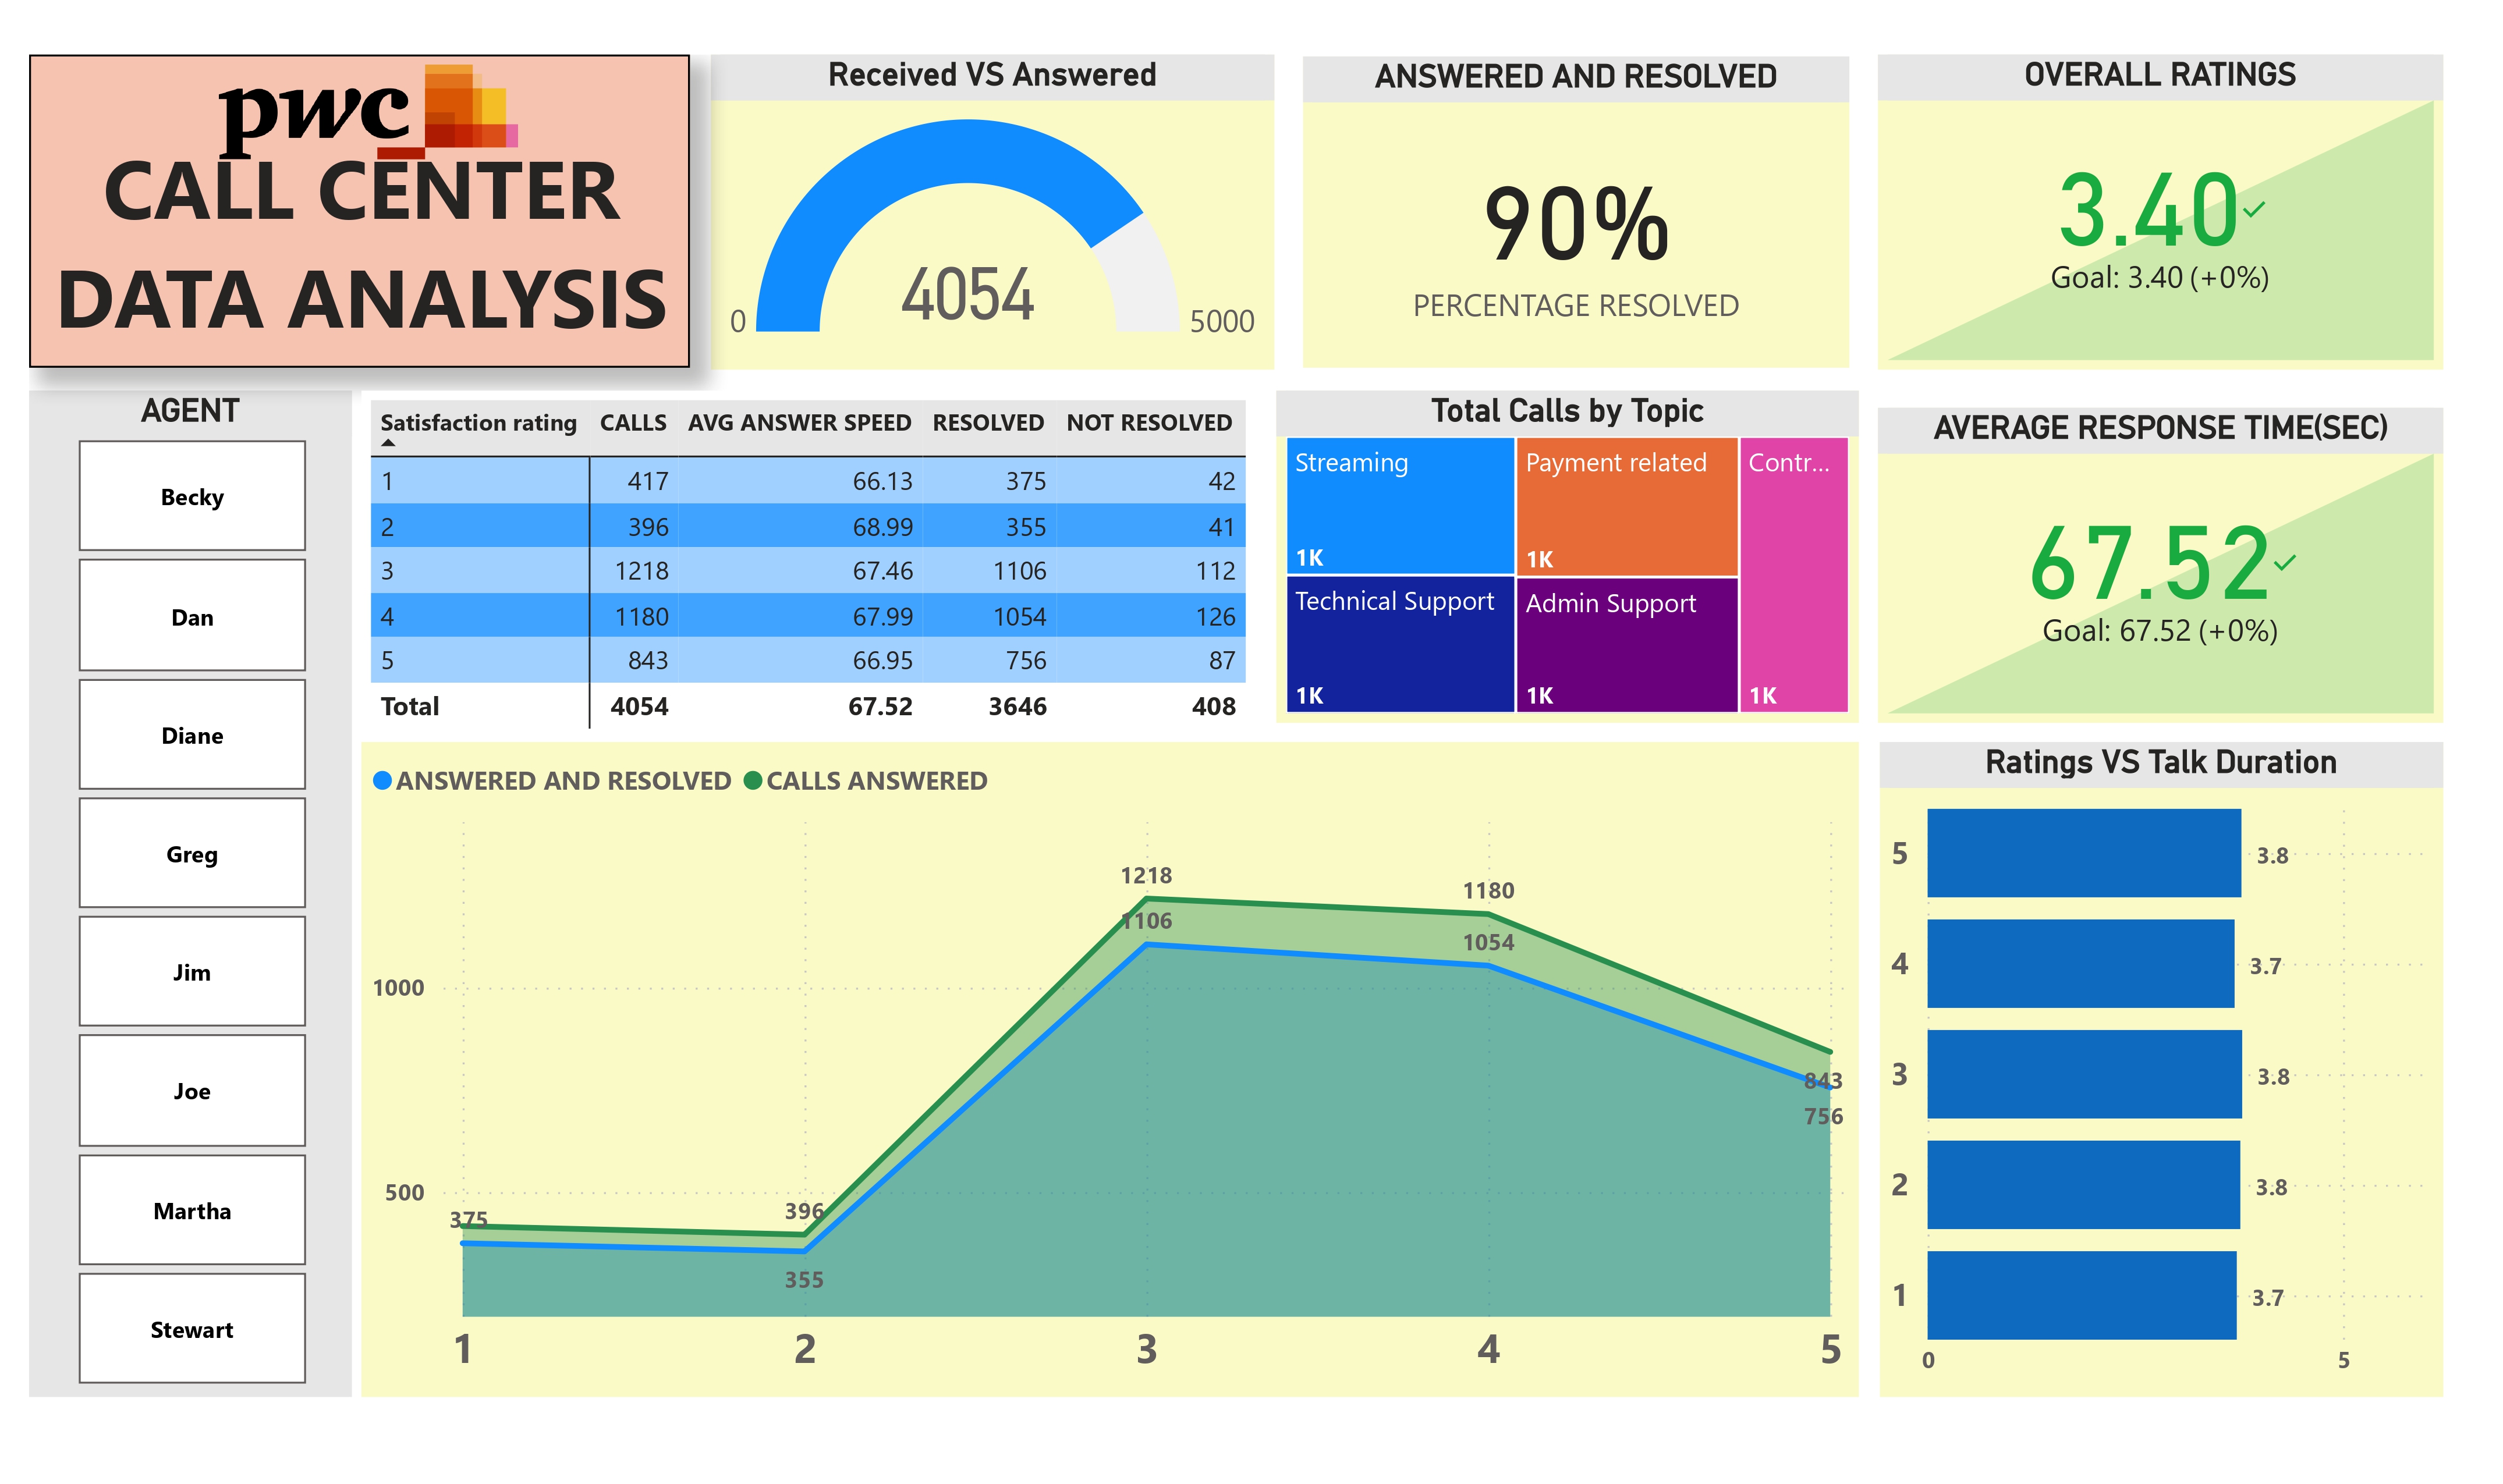 pwc
CALL CENTER
DATA ANALYSIS
Received VS Answered
4054
0
5000
ANSWERED AND RESOLVED
90%
PERCENTAGE RESOLVED
OVERALL RATINGS
3.40
Goal: 3.40 (+0%)
AGENT
Becky
Dan
Diane
Greg
Jim
Joe
Martha
Stewart
Satisfaction rating CALLS AVG ANSWER SPEED RESOLVED NOT RESOLVED
1 417 66.13 375 42
2 396 68.99 355 41
3 1218 67.46 1106 112
4 1180 67.99 1054 126
5 843 66.95 756 87
Total 4054 67.52 3646 408
Total Calls by Topic
Streaming
1K
Payment related
1K
Contr...
1K
Technical Support
1K
Admin Support
1K
AVERAGE RESPONSE TIME(SEC)
67.52
Goal: 67.52 (+0%)
ANSWERED AND RESOLVED CALLS ANSWERED
1218
1180
1106
1054
1000
843
756
500
375
396
355
1 2 3 4 5
Ratings VS Talk Duration
5 3.8
4 3.7
3 3.8
2 3.8
1 3.7
0 5